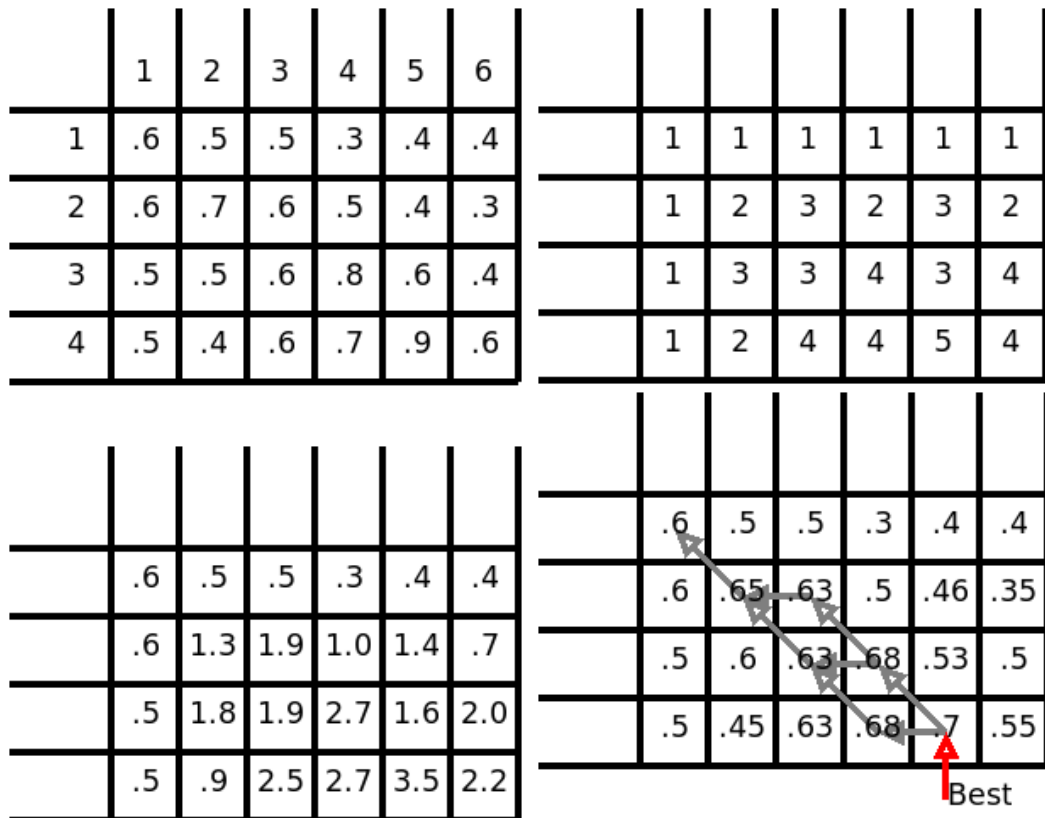 1 2 3 4 5 6
1 .6 .5 .5 .3 .4 .4
2 .6 .7 .6 .5 .4 .3
3 .5 .5 .6 .8 .6 .4
4 .5 .4 .6 .7 .9 .6
1 1 1 1 1 1
1 2 3 2 3 2
1 3 3 4 3 4
1 2 4 4 5 4
.6 .5 .5 .3 .4 .4
.6 1.3 1.9 1.0 1.4 .7
.5 1.8 1.9 2.7 1.6 2.0
.5 .9 2.5 2.7 3.5 2.2
.6 .5 .5 .3 .4 .4
.6 .65 .63 .5 .46 .35
.5 .6 .63 .68 .53 .5
.5 .45 .63 .68 .7 .55
Best